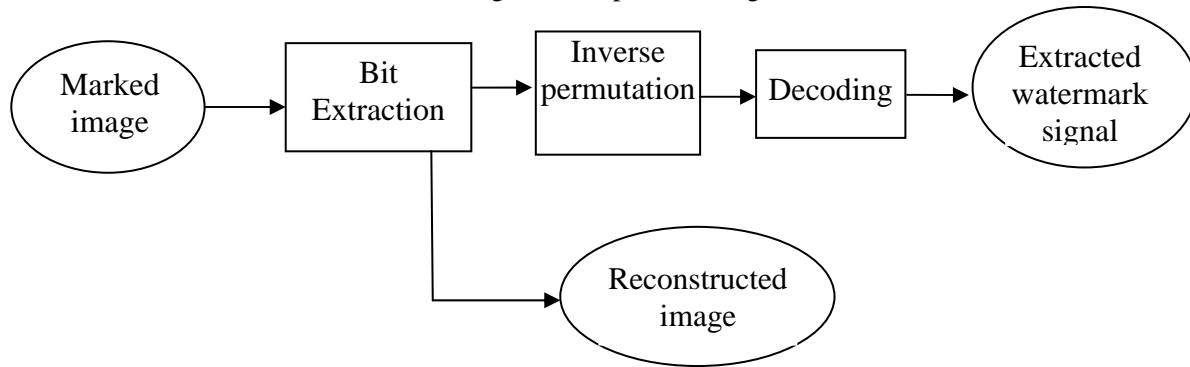 Marked
image
Bit
Extraction
Inverse
permutation
Decoding
Extracted
watermark
signal
Reconstructed
image